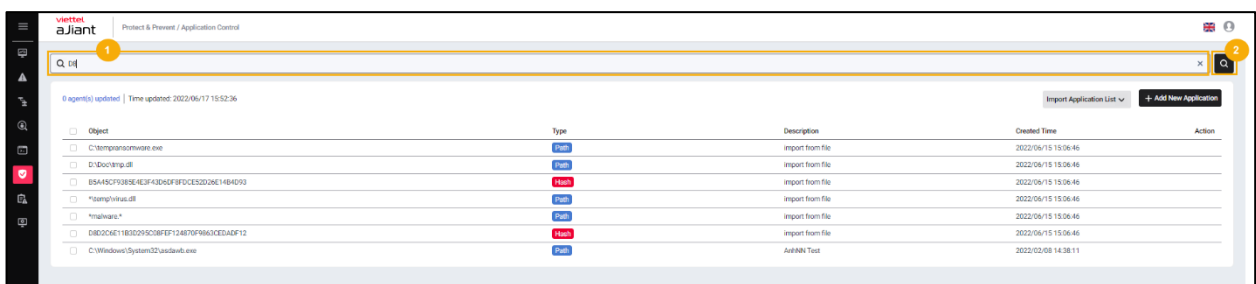 viettel
aJiant
Protect & Prevent / Application Control
1
2
D8
0 agent(s) updated | Time updated: 2022/06/17 15:52:36
Import Application List
+ Add New Application
Object Type Description Created Time Action
C:\tempransomware.exe Path import from file 2022/06/15 15:06:46
D:\Doc\tmp.dll Path import from file 2022/06/15 15:06:46
B5A45CF9385E4E3F43D6DF8FDCE52D26E14B4D93 Hash import from file 2022/06/15 15:06:46
*\temp\virus.dll Path import from file 2022/06/15 15:06:46
*malware.* Path import from file 2022/06/15 15:06:46
D8D2C6E11B3D295C08FEF124870F9863CEDADF12 Hash import from file 2022/06/15 15:06:46
C:\Windows\System32\asdawb.exe Path AnhNN Test 2022/02/08 14:38:11